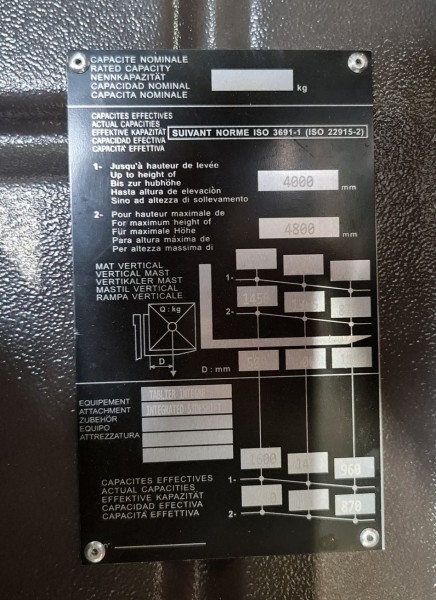 CAPACITE NOMINALE
RATED CAPACITY
NENNKAPAZITÄT
CAPACIDAD NOMINAL
CAPACITA NOMINALE
kg
CAPACITES EFFECTIVES
ACTUAL CAPACITIES
EFFEKTIVE KAPAZITÄT
CAPACIDAD EFECTIVA
CAPACITA' EFFETTIVA
SUIVANT NORME ISO 3691-1 (ISO 22915-2)
1- Jusqu'à hauteur de levée
Up to height of
Bis zur hubhöhe
Hasta altura de elevación
Sino ad altezza di sollevamento
4000 mm
2- Pour hauteur maximale de
For maximum height of
Für maximale Höhe
Para altura máxima de
Per altezza massima di
4800 mm
MAT VERTICAL
VERTICAL MAST
VERTIKALER MAST
MASTIL VERTICAL
RAMPA VERTICALE
1-
2-
Q : kg
D
D : mm
EQUIPEMENT
ATTACHMENT
ZUBEHÖR
EQUIPO
ATTREZZATURA
TABLIER
INTEGRATED
CAPACITES EFFECTIVES
ACTUAL CAPACITIES
EFFEKTIVE KAPAZITÄT
CAPACIDAD EFECTIVA
CAPACITÀ EFFETTIVA
1-
1600
960
2-
870